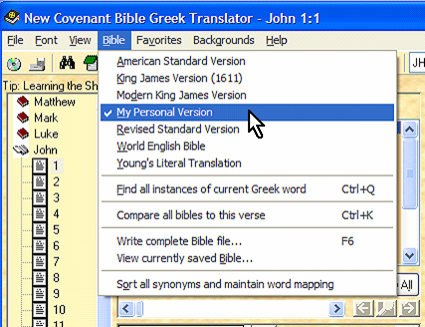 New Covenant Bible Greek Translator - John 1:1
File Font View Bible Favorites Backgrounds Help
American Standard Version
King James Version (1611)
Modern King James Version
My Personal Version
Revised Standard Version
World English Bible
Young's Literal Translation
Find all instances of current Greek word Ctrl+Q
Compare all bibles to this verse Ctrl+K
Write complete Bible file... F6
View currently saved Bible...
Sort all synonyms and maintain word mapping
JH
Tip: Learning the Sh
Matthew
Mark
Luke
John
1
2
3
4
5
6
7
8
9
10
11
All